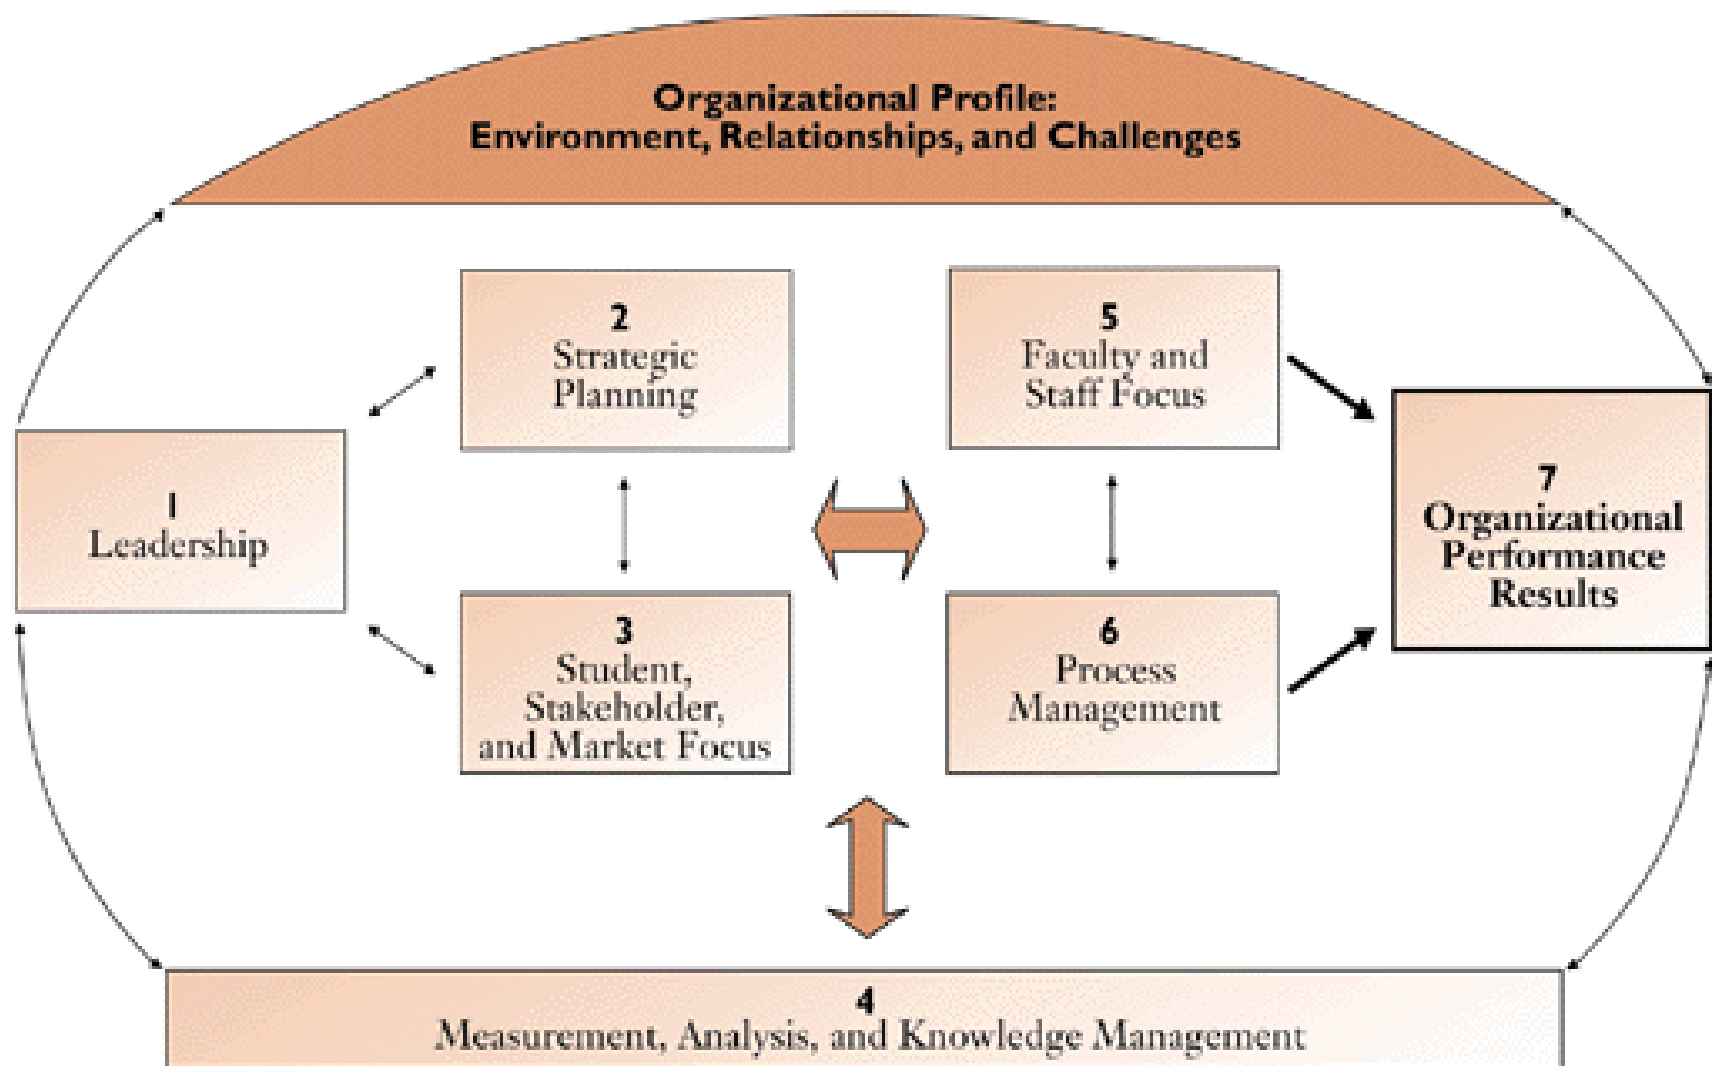 Organizational Profile:
Environment, Relationships, and Challenges
2
Strategic
Planning
5
Faculty and
Staff Focus
1
Leadership
7
Organizational
Performance
Results
3
Student,
Stakeholder,
and Market Focus
6
Process
Management
4
Measurement, Analysis, and Knowledge Management